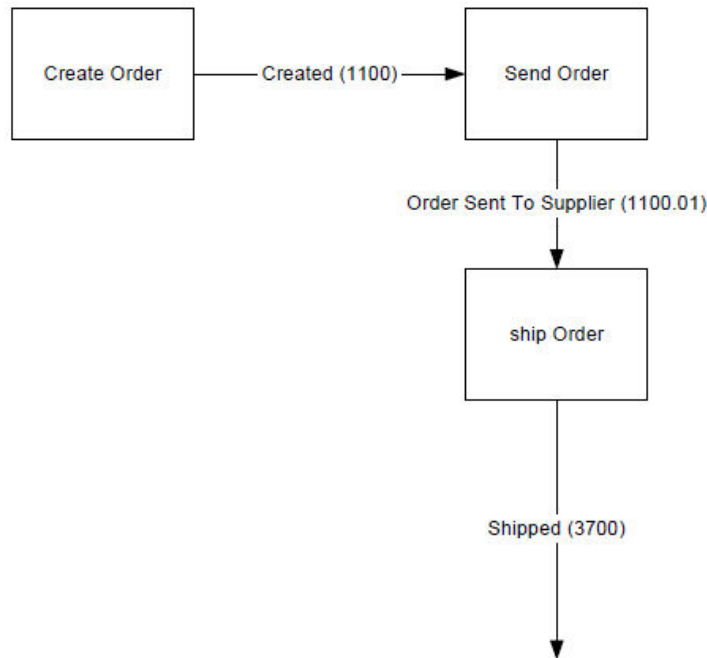 Create Order
Created (1100)
Send Order
Order Sent To Supplier (1100.01)
ship Order
Shipped (3700)